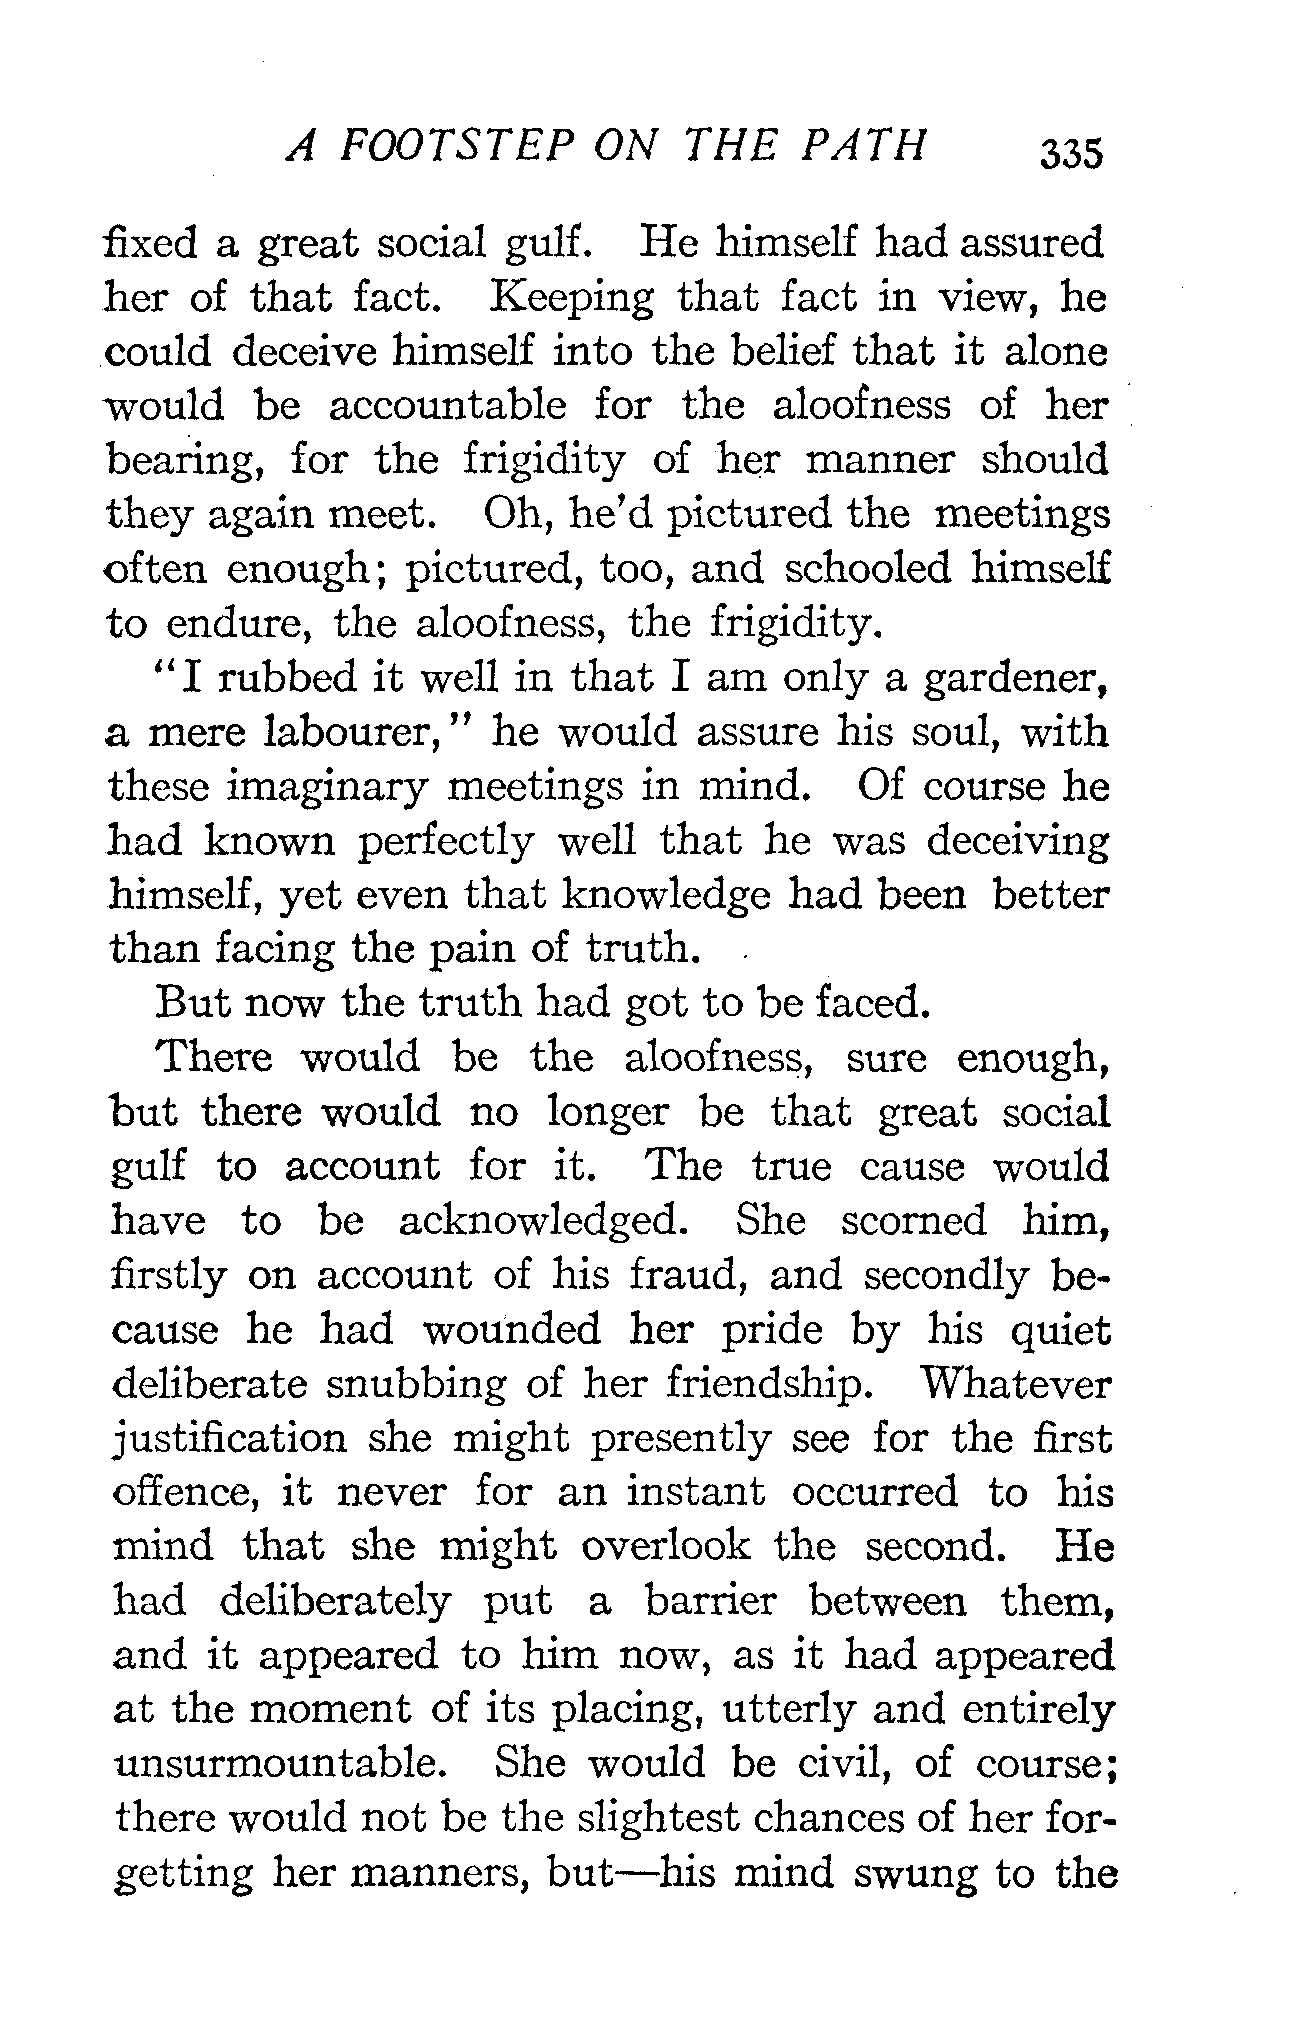 A FOOTSTEP ON THE PATH 335
fixed a great social gulf. He himself had assured
her of that fact. Keeping that fact in view, he
could deceive himself into the belief that it alone
would be accountable for the aloofness of her
bearing, for the frigidity of her manner should
they again meet. Oh, he'd pictured the meetings
often enough; pictured, too, and schooled himself
to endure, the aloofness, the frigidity.
"I rubbed it well in that I am only a gardener,
a mere labourer," he would assure his soul, with
these imaginary meetings in mind. Of course he
had known perfectly well that he was deceiving
himself, yet even that knowledge had been better
than facing the pain of truth.
But now the truth had got to be faced.
There would be the aloofness, sure enough,
but there would no longer be that great social
gulf to account for it. The true cause would
have to be acknowledged. She scorned him,
firstly on account of his fraud, and secondly be-
cause he had wounded her pride by his quiet
deliberate snubbing of her friendship. Whatever
justification she might presently see for the first
offence, it never for an instant occurred to his
mind that she might overlook the second. He
had deliberately put a barrier between them,
and it appeared to him now, as it had appeared
at the moment of its placing, utterly and entirely
unsurmountable. She would be civil, of course;
there would not be the slightest chances of her for-
getting her manners, but—his mind swung to the